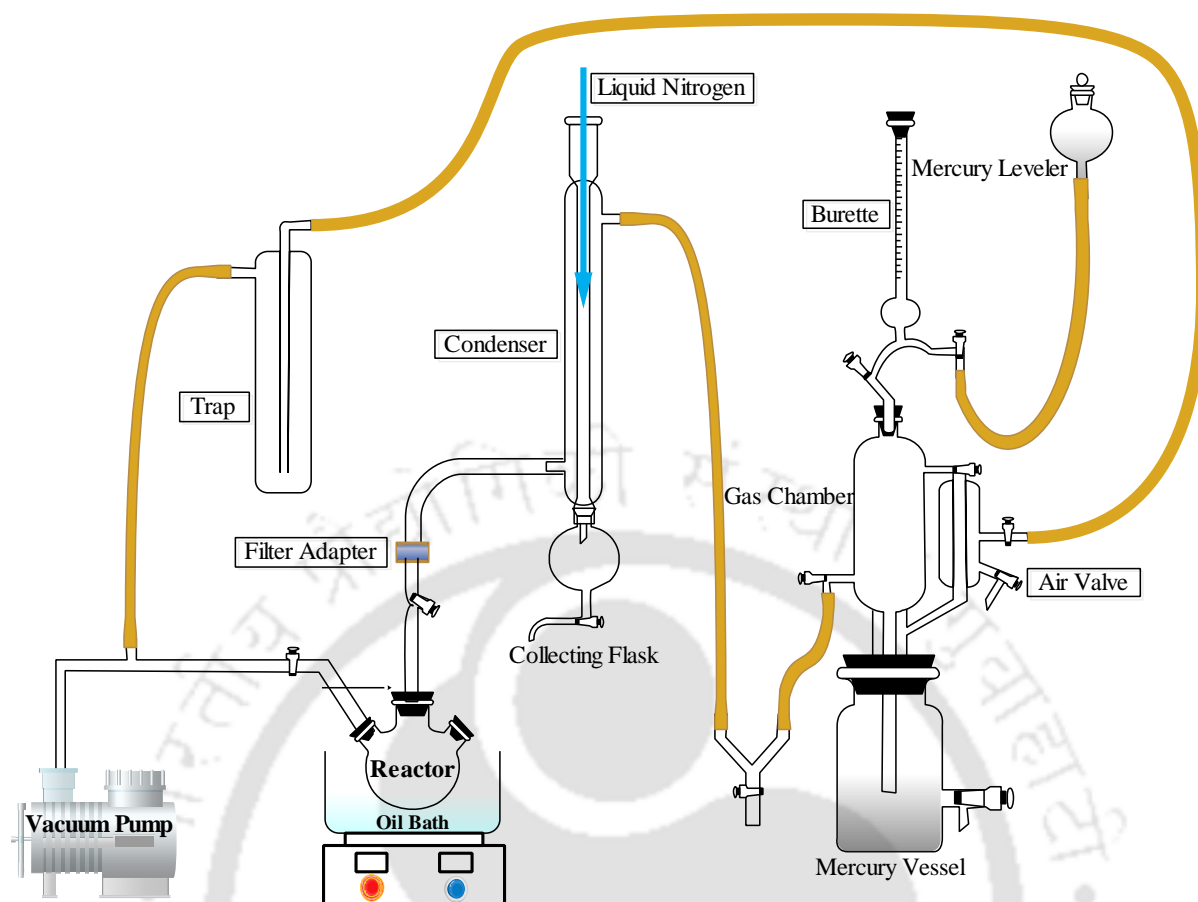 Liquid Nitrogen
Mercury Leveler
Burette
Condenser
Trap
Gas Chamber
Filter Adapter
Air Valve
Collecting Flask
Reactor
Vacuum Pump
Oil Bath
Mercury Vessel